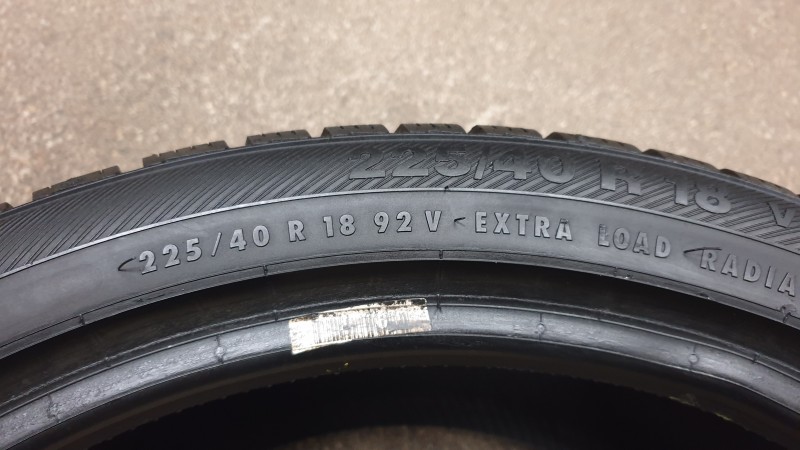 225/40 R 18 V
225/40 R 18 92 V < EXTRA LOAD < RADIA